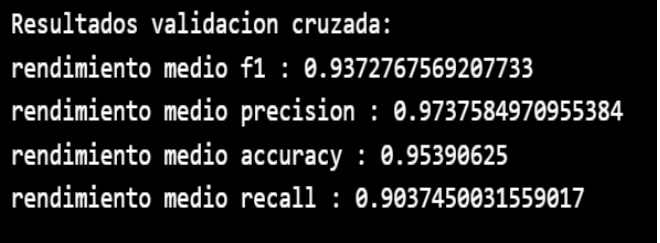 Resultados validacion cruzada:
rendimiento medio f1 : 0.9372767569207733
rendimiento medio precision : 0.9737584970955384
rendimiento medio accuracy : 0.95390625
rendimiento medio recall : 0.9037450031559017